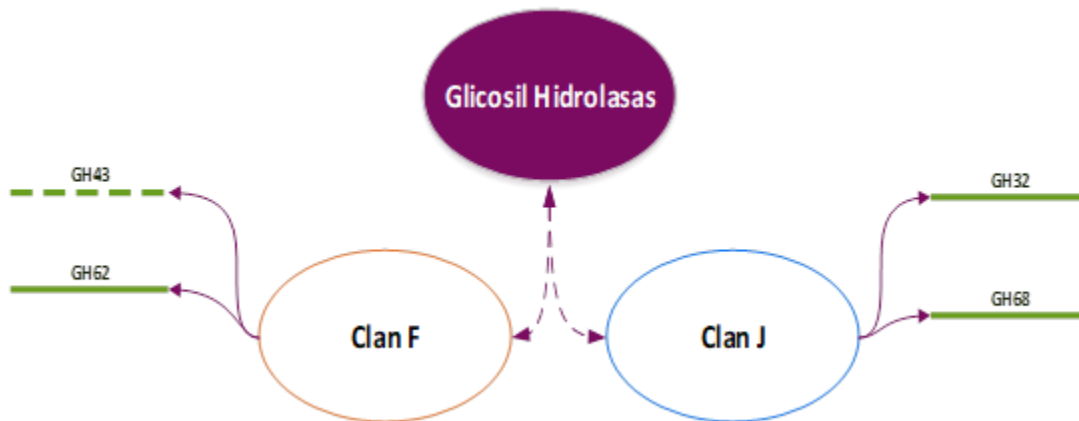 Glicosil Hidrolasas
GH43
GH32
GH62
GH68
Clan F
Clan J